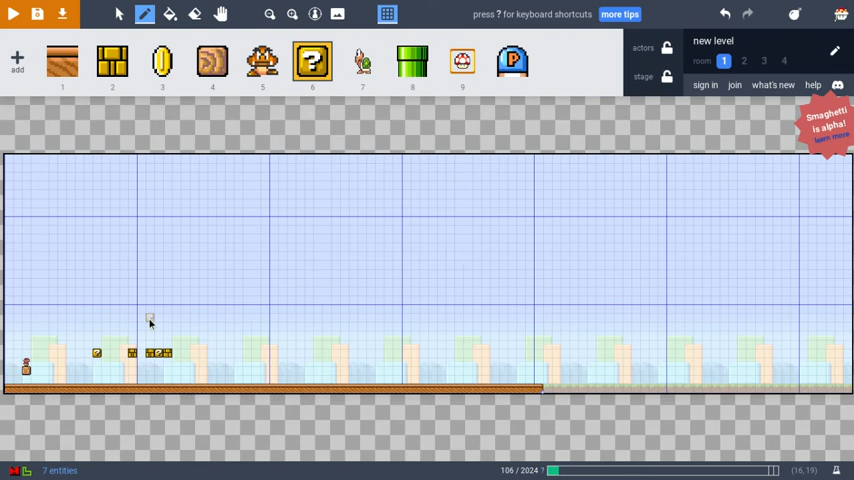 press ? for keyboard shortcuts more tips
add
1 2 3 4 5 6 7 8 9
?
P
actors
stage
new level
room 1 2 3 4
sign in join what's new help
Smaghetti
is alpha!
learn more
7 entities
106 / 2024 ?
(16,19)